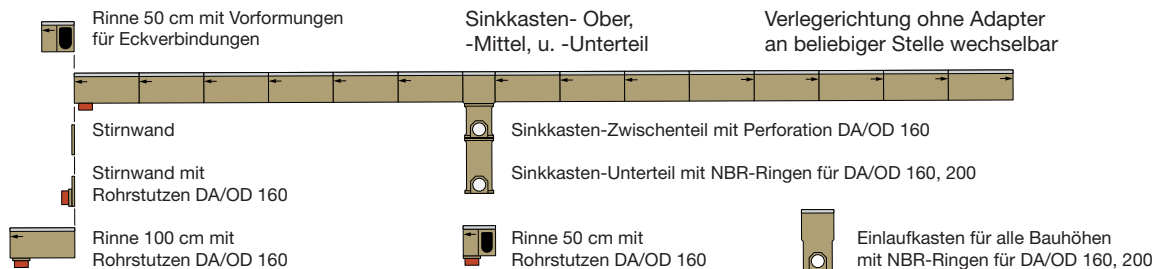 Rinne 50 cm mit Vorformungen
für Eckverbindungen
Sinkkasten- Ober,
-Mittel, u. -Unterteil
Verlegerichtung ohne Adapter
an beliebiger Stelle wechselbar
Stirnwand
Sinkkasten-Zwischenteil mit Perforation DA/OD 160
Stirnwand mit
Rohrstutzen DA/OD 160
Sinkkasten-Unterteil mit NBR-Ringen für DA/OD 160, 200
Rinne 100 cm mit
Rohrstutzen DA/OD 160
Rinne 50 cm mit
Rohrstutzen DA/OD 160
Einlaufkasten für alle Bauhöhen
mit NBR-Ringen für DA/OD 160, 200